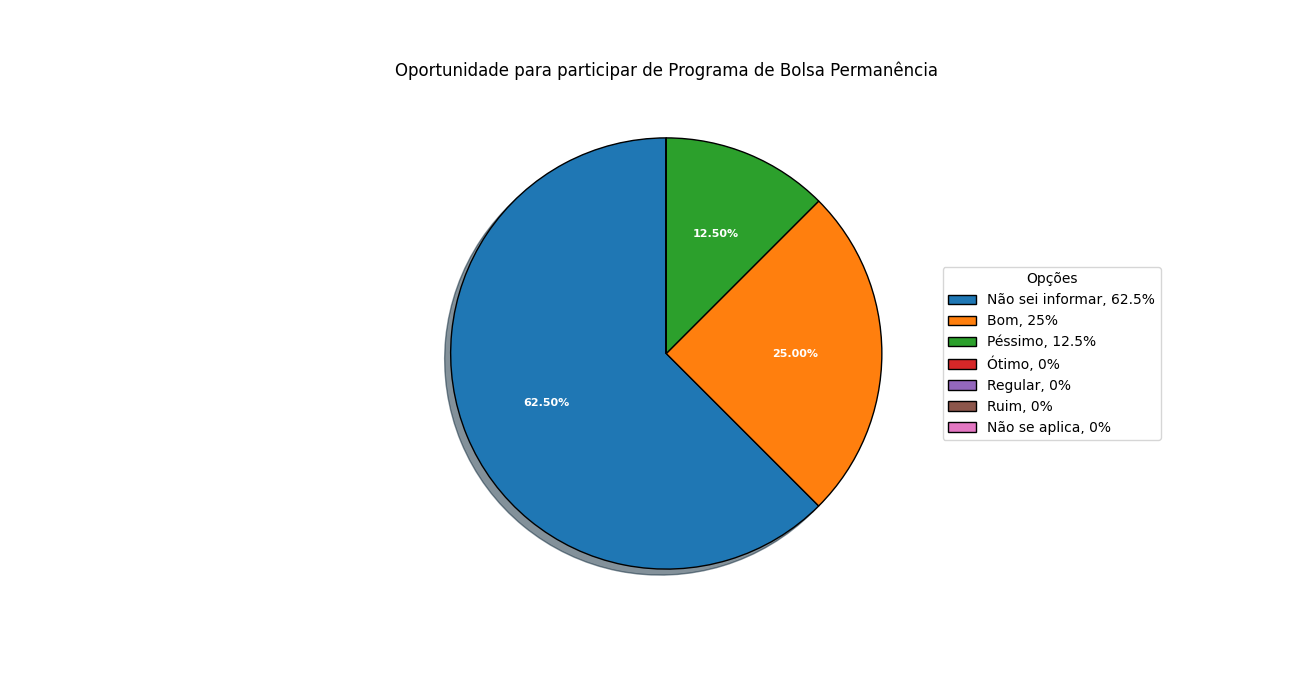 Oportunidade para participar de Programa de Bolsa Permanência
12.50%
25.00%
62.50%
Opções
Não sei informar, 62.5%
Bom, 25%
Péssimo, 12.5%
Ótimo, 0%
Regular, 0%
Ruim, 0%
Não se aplica, 0%